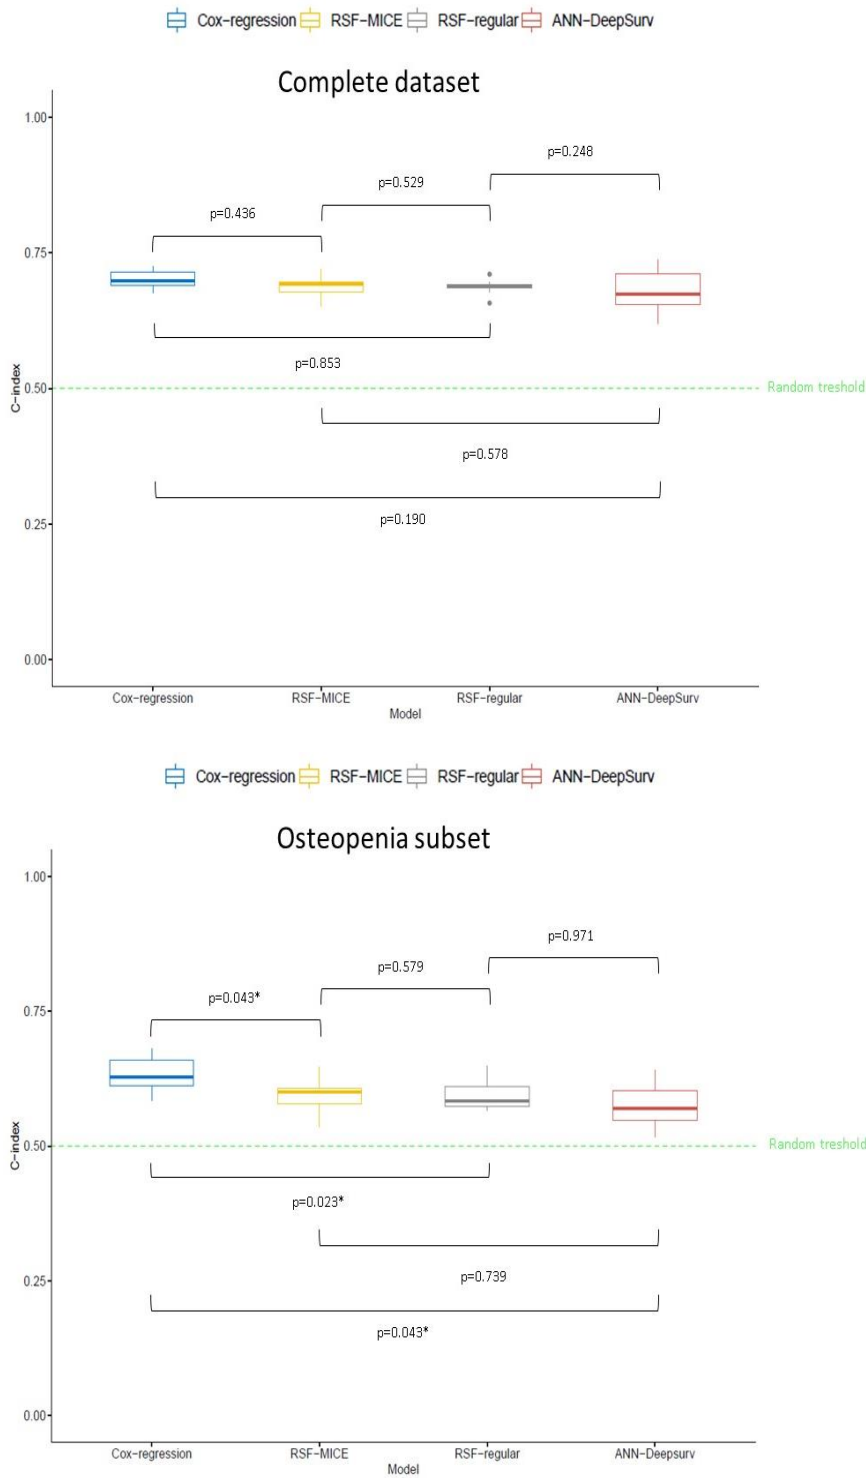 Cox-regression RSF-MICE RSF-regular ANN-DeepSurv
Complete dataset
1.00
p=0.248
p=0.529
p=0.436
0.75
p=0.853
C-index
0.50
Random treshold
p=0.578
0.25
p=0.190
0.00
Cox-regression RSF-MICE RSF-regular ANN-DeepSurv
Model
Cox-regression RSF-MICE RSF-regular ANN-DeepSurv
Osteopenia subset
1.00
p=0.971
p=0.579
p=0.043*
0.75
C-index
0.50
Random treshold
p=0.023*
p=0.739
0.25
p=0.043*
0.00
Cox-regression RSF-MICE RSF-regular ANN-Deepsurv
Model